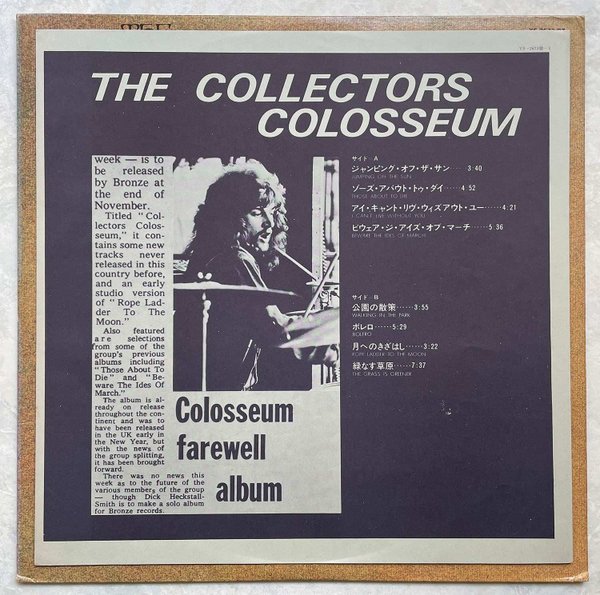 THE COLLECTORS
COLOSSEUM
week — is to
be released
by Bronze at
the end of
November.
Titled "Col-
lectors Colos-
seum," it con-
tains some new
tracks never
released in this
country before,
and an early
studio version
of "Rope Lad-
der To The
Moon."
Also featured
are selections
from some of the
group's previous
albums including
"Those About To
Die" and "Be-
ware The Ides Of
March."
The album is al-
ready on release
throughout the con-
tinent and was to
have been released
in the UK early in
the New Year, but
with the news of
the group splitting,
it has been brought
forward.
There was no news this
week as to the future of the
various members of the group
— though Dick Heckstall-
Smith is to make a solo album
for Bronze records.
Colosseum
farewell
album
サイド A
ジャンピング・オフ・ザ・サン…3:40
JUMPING OFF THE SUN
ゾーズ・アバウト・トゥ・ダイ……4:52
THOSE ABOUT TO DIE
アイ・キャント・リヴ・ウィズアウト・ユー……4:21
I CAN'T LIVE WITHOUT YOU
ビウェア・ジ・アイズ・オブ・マーチ……5:36
BEWARE THE IDES OF MARCH
サイド B
公園の散策……3:55
WALKING IN THE PARK
ボレロ……5:29
BOLERO
月へのきざはし……3:22
ROPE LADDER TO THE MOON
緑なす草原……7:37
THE GRASS IS GREENER